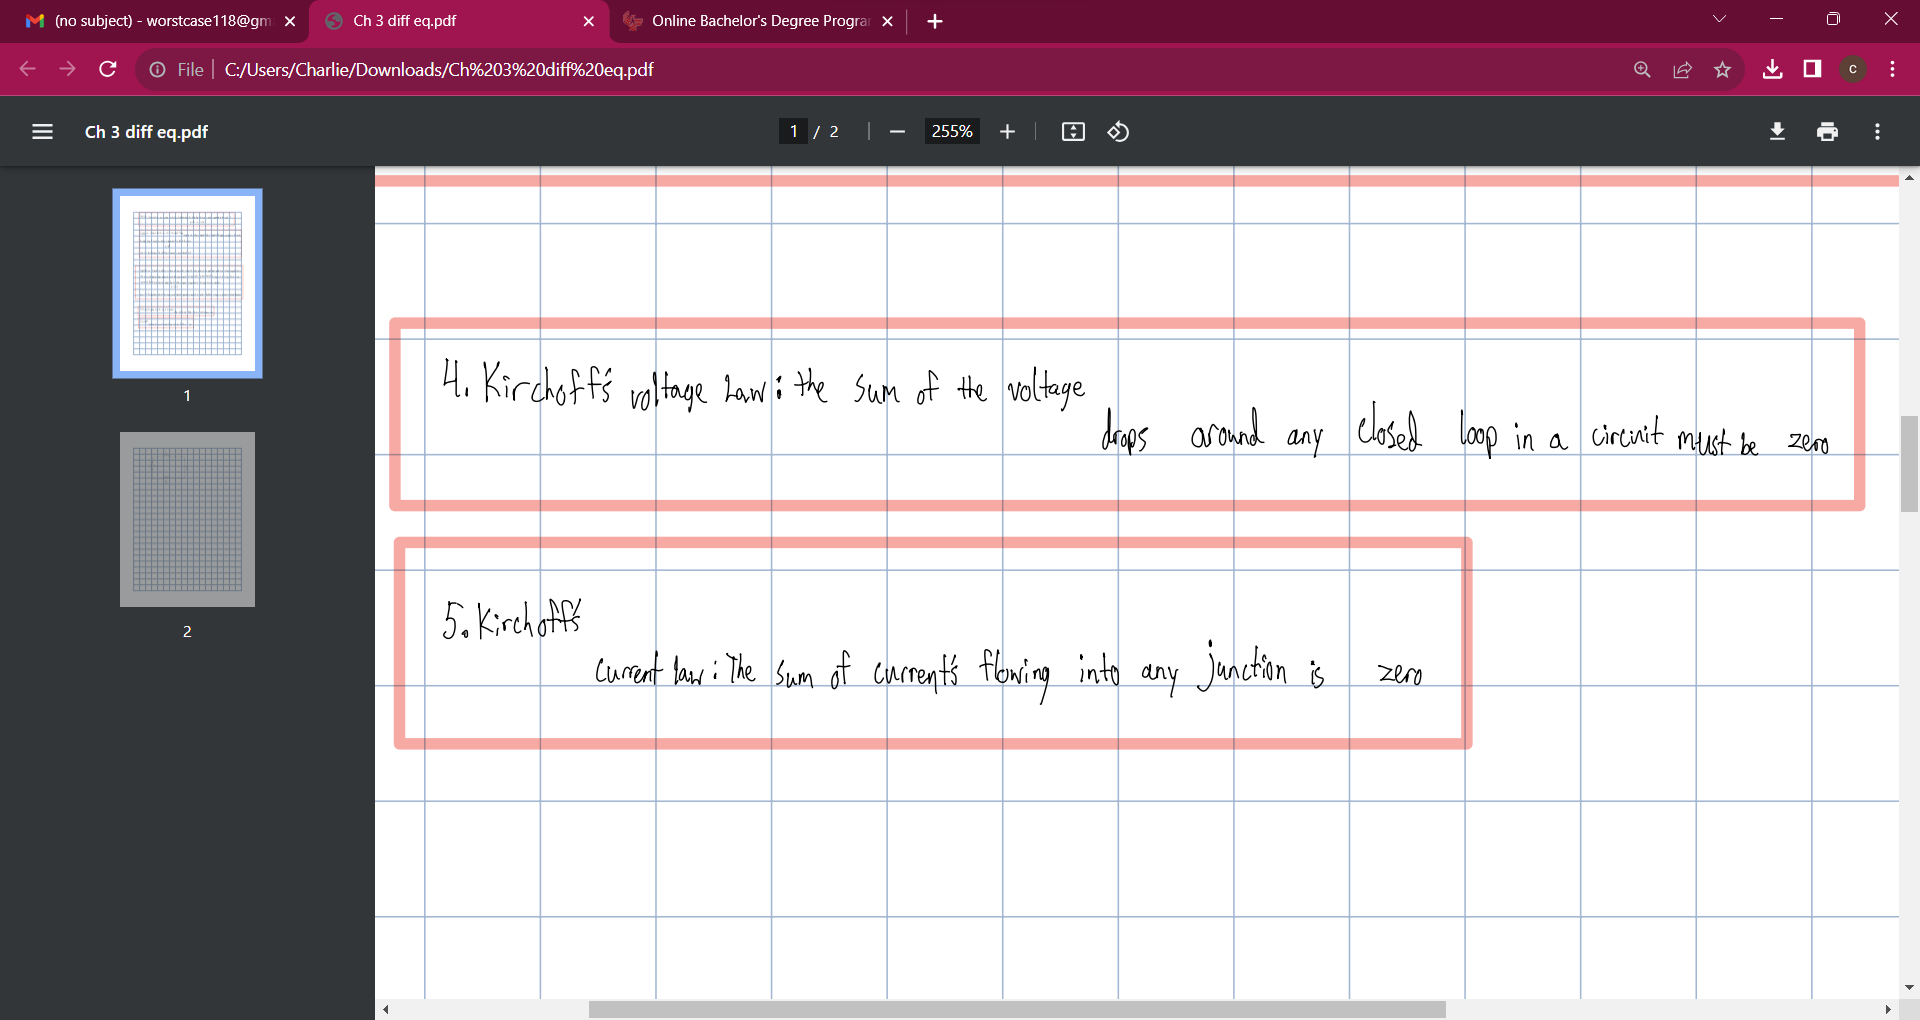 (no subject) - worstcase118@gm
Ch 3 diff eq.pdf
Online Bachelor's Degree Progra
File
C:/Users/Charlie/Downloads/Ch%203%20diff%20eq.pdf
c
Ch 3 diff eq.pdf
1 / 2
255%
1
2
4. Kirchoff's voltage Law: the sum of the voltage
drops around any closed loop in a circuit must be zero
5. Kirchoff's
current law: The sum of current's flowing into any junction is zero